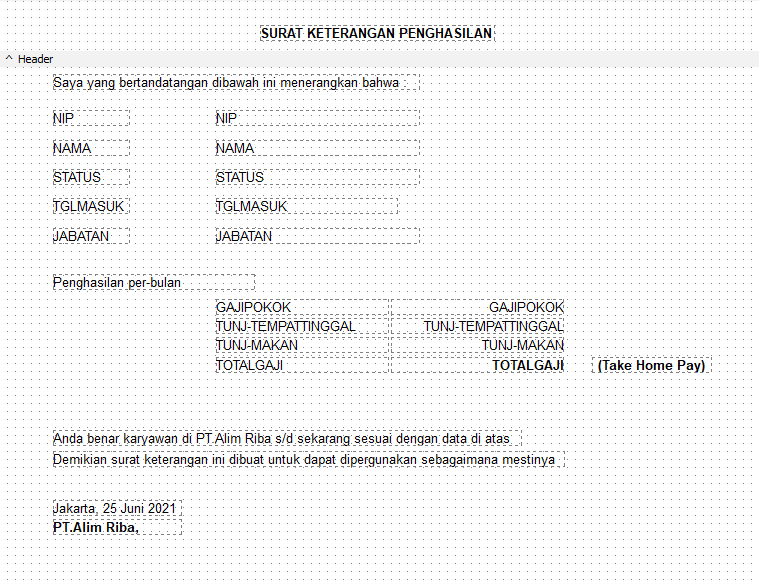 SURAT KETERANGAN PENGHASILAN
^ Header
Saya yang bertandatangan dibawah ini menerangkan bahwa :
NIP NIP
NAMA NAMA
STATUS STATUS
TGLMASUK TGLMASUK
JABATAN JABATAN
Penghasilan per-bulan
GAJIPOKOK GAJIPOKOK
TUNJ-TEMPATTINGGAL TUNJ-TEMPATTINGGAL
TUNJ-MAKAN TUNJ-MAKAN
TOTALGAJI TOTALGAJI (Take Home Pay)
Anda benar karyawan di PT.Alim Riba s/d sekarang sesuai dengan data di atas
Demikian surat keterangan ini dibuat untuk dapat dipergunakan sebagaimana mestinya
Jakarta, 25 Juni 2021
PT.Alim Riba,